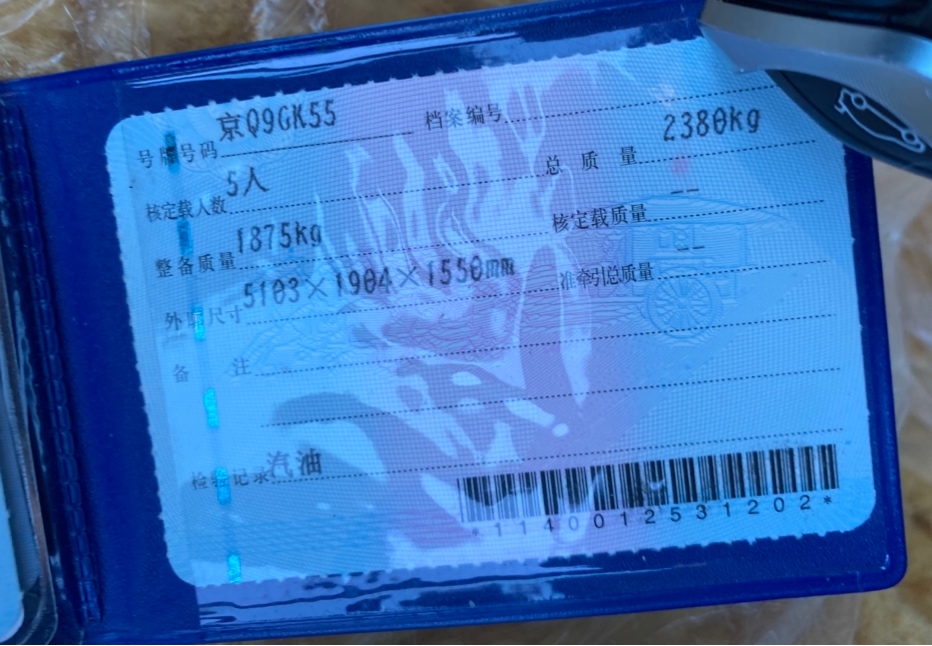 号牌号码 京Q9GK55 档案编号
核定载人数 5人 总质量 2380kg
整备质量 1875kg 核定载质量 --
外廓尺寸 5103×1904×1550mm 准牵引总质量 --
备注
检验记录 汽油
*1140012531202*